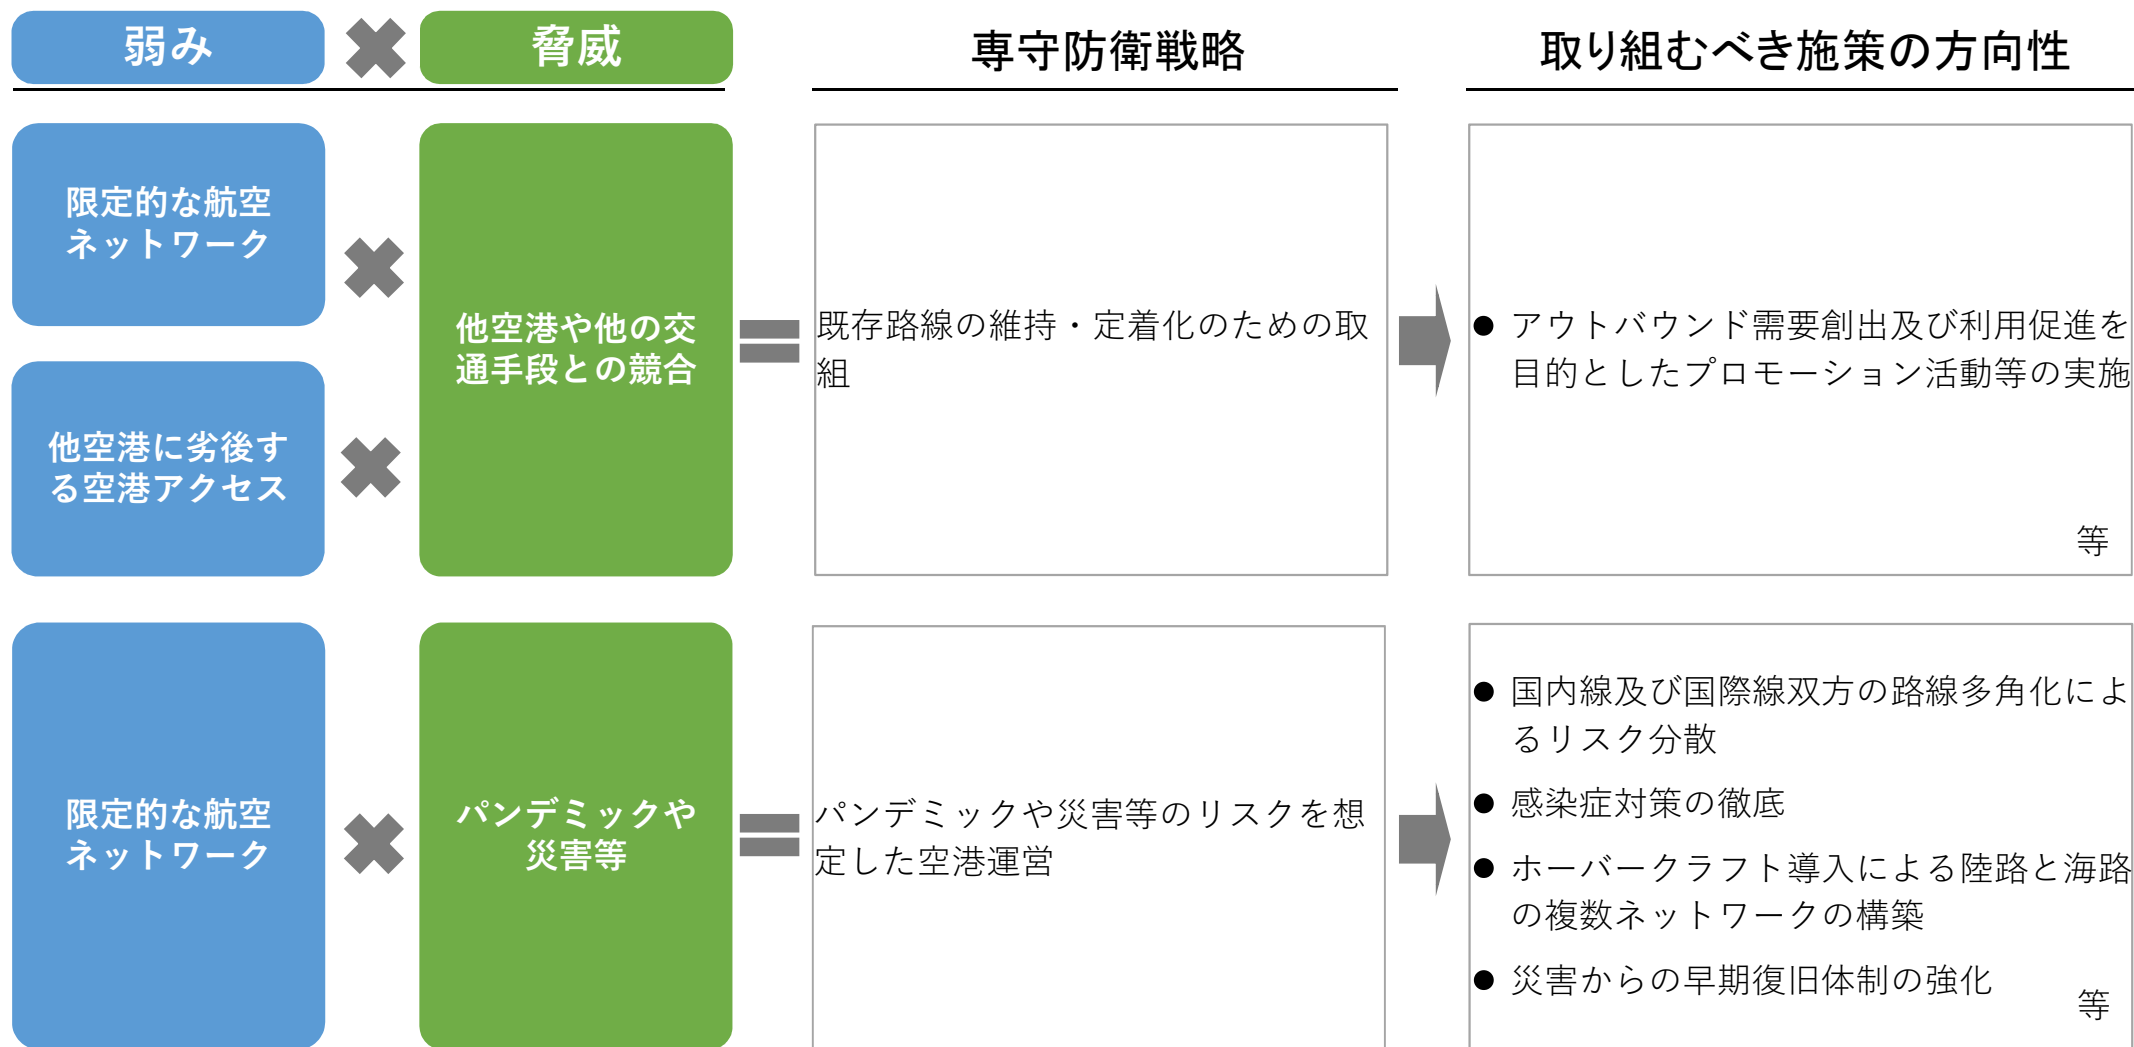 弱み
脅威
専守防衛戦略
取り組むべき施策の方向性
限定的な航空
ネットワーク
他空港に劣後す
る空港アクセス
他空港や他の交
通手段との競合
既存路線の維持・定着化のための取
組
● アウトバウンド需要創出及び利用促進を
目的としたプロモーション活動等の実施
等
限定的な航空
ネットワーク
パンデミックや
災害等
パンデミックや災害等のリスクを想
定した空港運営
● 国内線及び国際線双方の路線多角化によ
るリスク分散
● 感染症対策の徹底
● ホーバークラフト導入による陸路と海路
の複数ネットワークの構築
● 災害からの早期復旧体制の強化
等